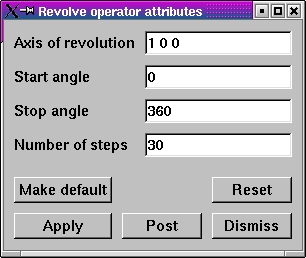 Revolve operator attributes
Axis of revolution 1 0 0
Start angle 0
Stop angle 360
Number of steps 30
Make default Reset
Apply Post Dismiss